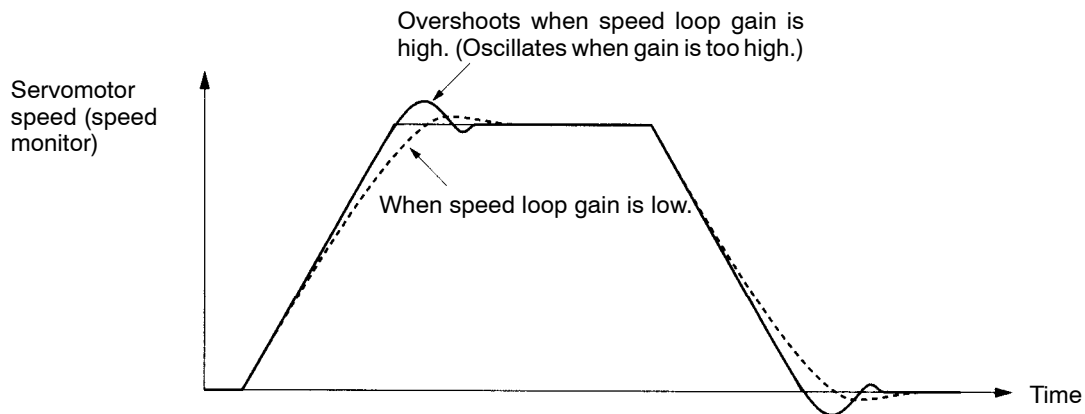 Overshoots when speed loop gain is
high. (Oscillates when gain is too high.)
Servomotor
speed (speed
monitor)
When speed loop gain is low.
Time